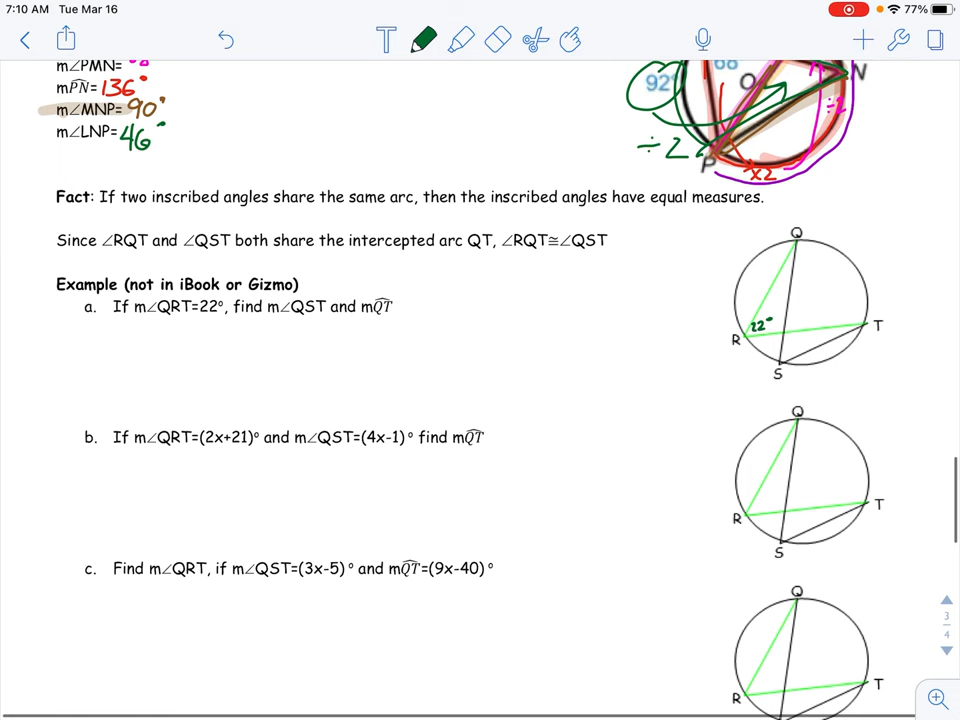 7:10 AM Tue Mar 16
77%
T
m∠PMN=
mPN= 136°
m∠MNP= 90°
m∠LNP= 46°
68
O
N
92°
÷2
÷2
P
x2
Fact: If two inscribed angles share the same arc, then the inscribed angles have equal measures.
Since ∠RQT and ∠QST both share the intercepted arc QT, ∠RQT≅∠QST
Example (not in iBook or Gizmo)
a. If m∠QRT=22°, find m∠QST and mQT
Q
22°
R
T
S
b. If m∠QRT=(2x+21)° and m∠QST=(4x-1)° find mQT
Q
R
T
S
c. Find m∠QRT, if m∠QST=(3x-5)° and mQT=(9x-40)°
Q
R
T
3
4